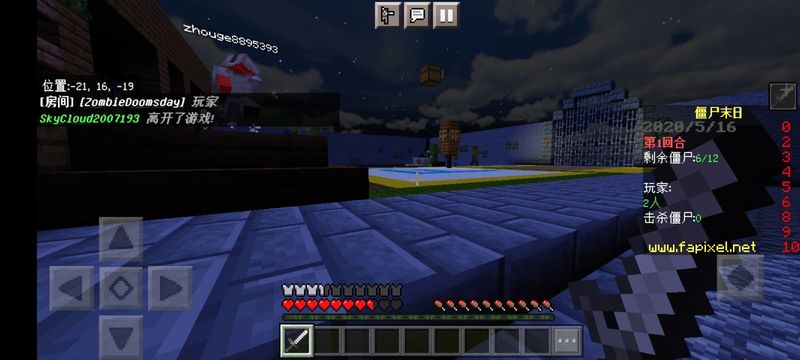 zhouge8895393
位置:-21, 16, -19
[房间] [ZombieDoomsday] 玩家
SkyCloud2007193 离开了游戏!
僵尸末日
2020/5/16
第1回合
剩余僵尸:6/12
玩家:
2人
击杀僵尸:0
www.fapixel.net
0
2
3
4
5
6
8
9
10